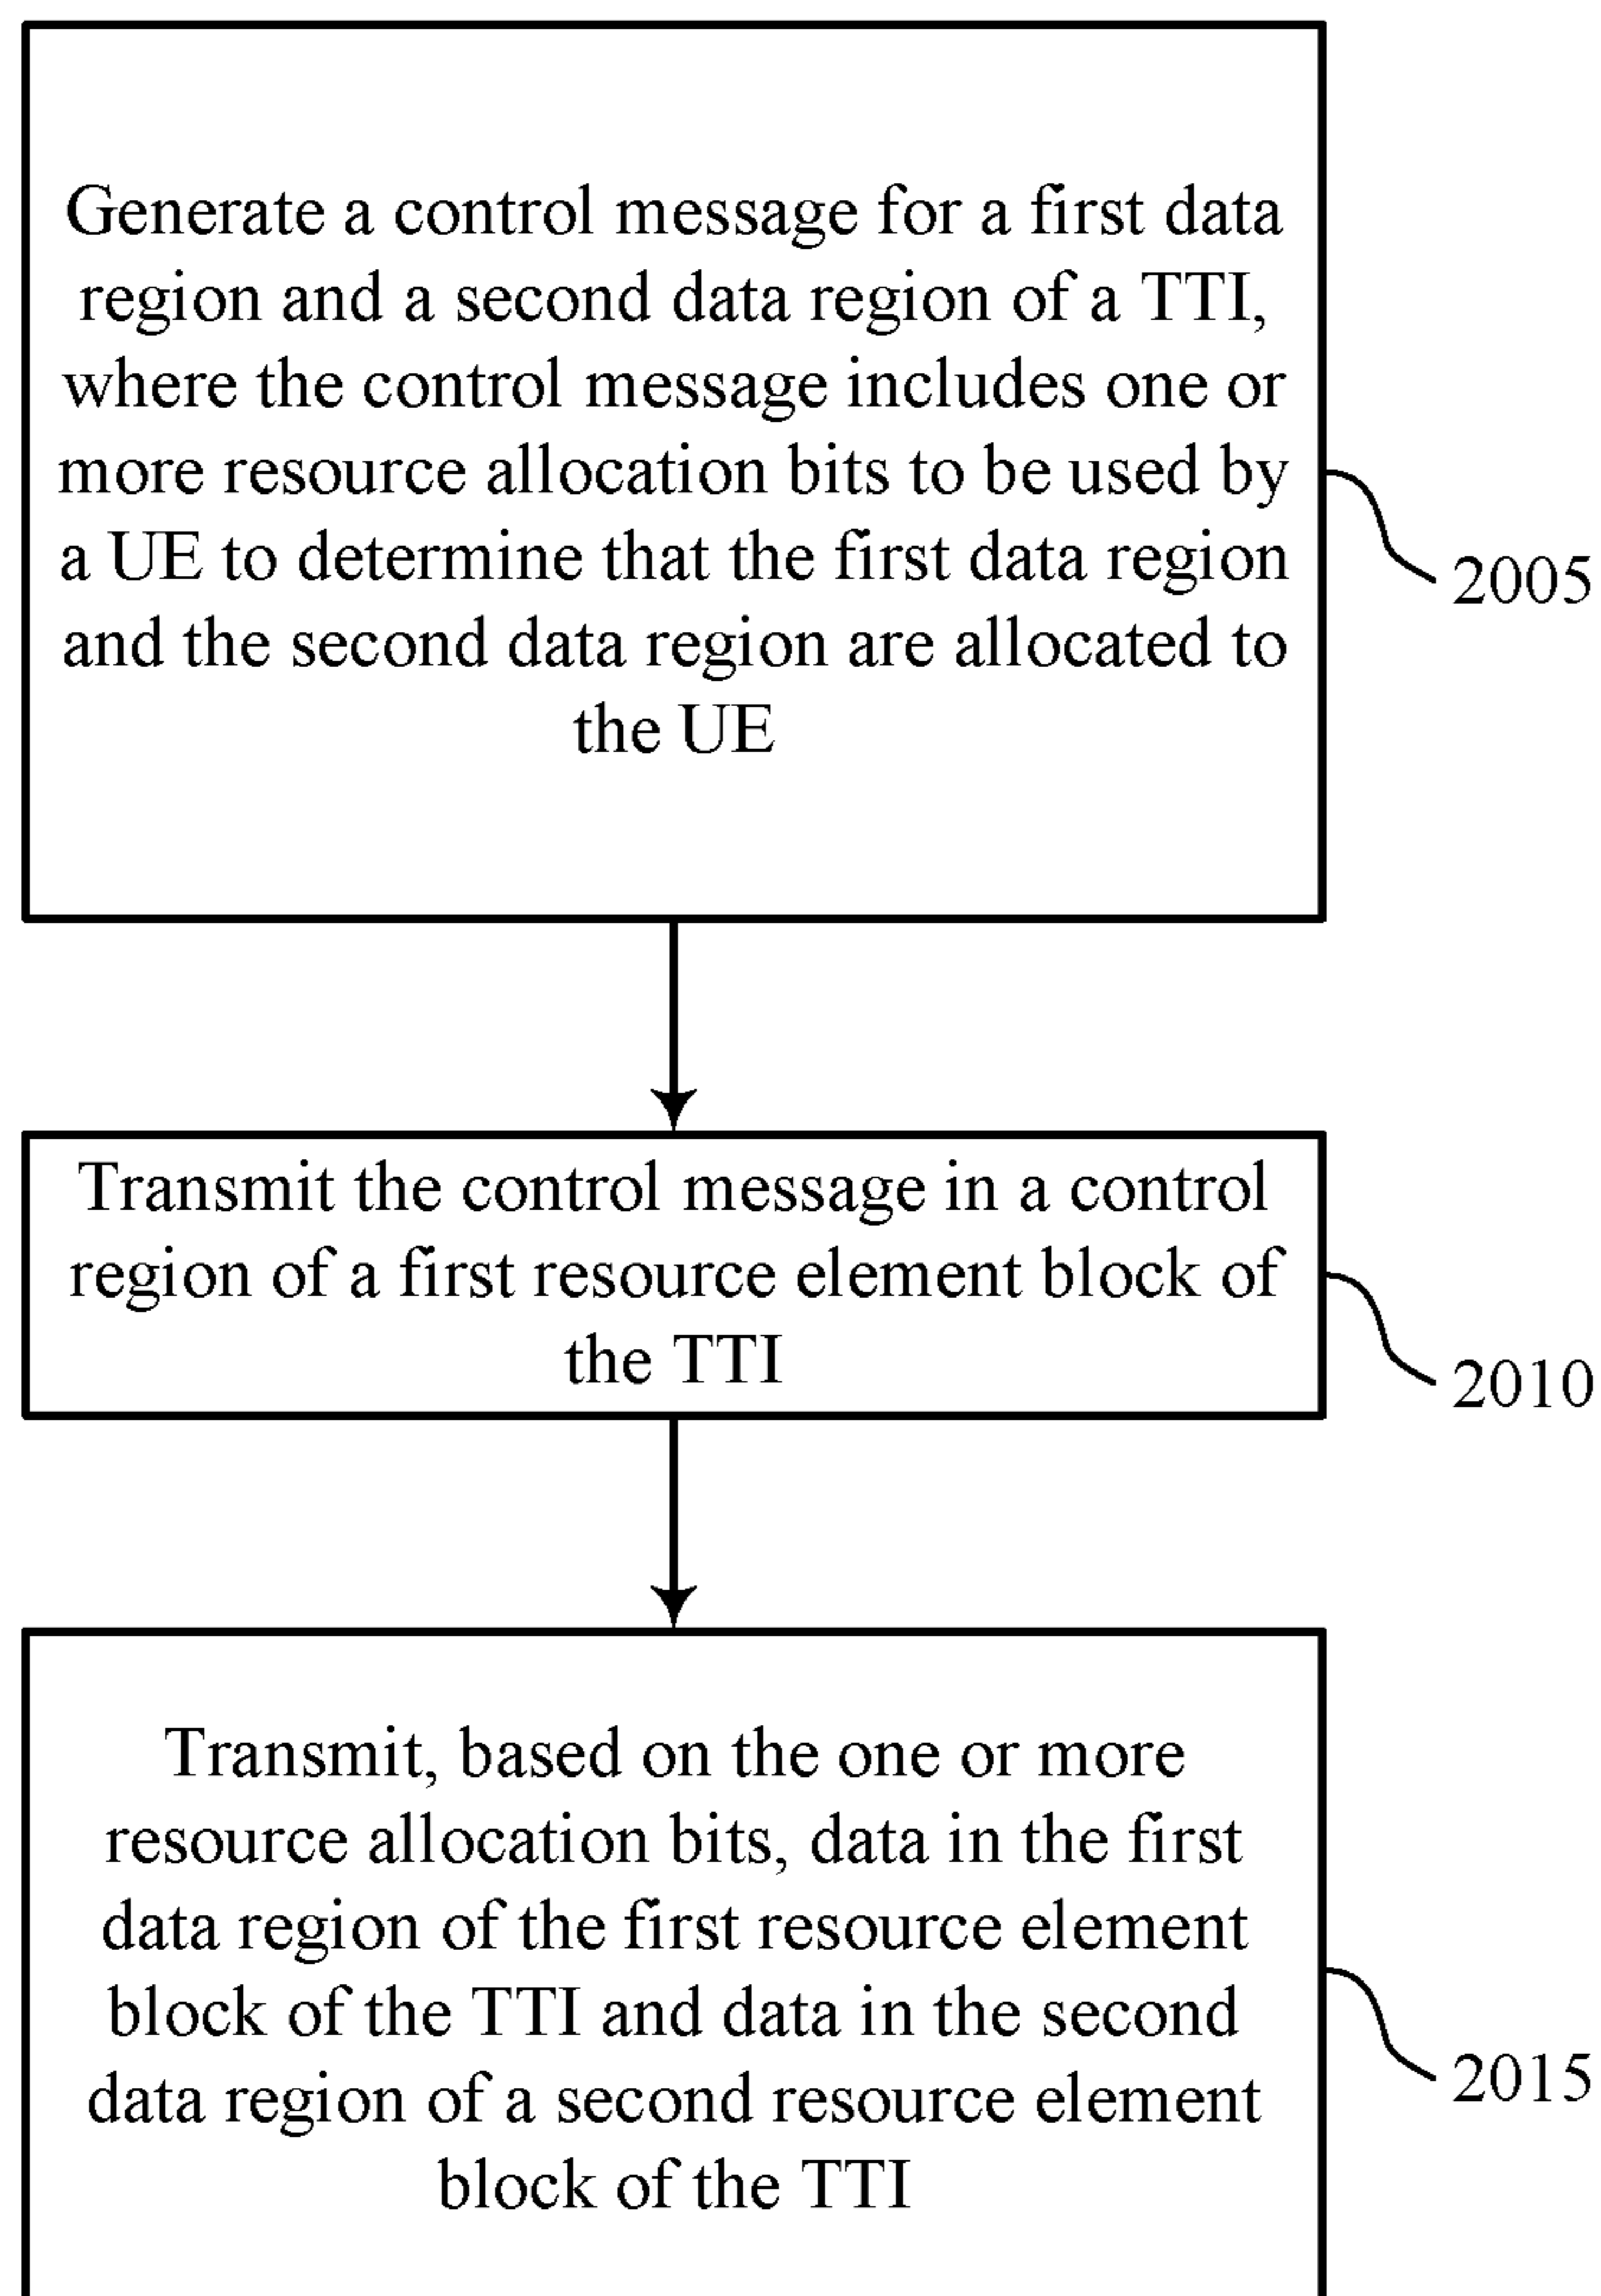 Generate a control message for a first data
region and a second data region of a TTI,
where the control message includes one or
more resource allocation bits to be used by
a UE to determine that the first data region
and the second data region are allocated to
the UE
2005
Transmit the control message in a control
region of a first resource element block of
the TTI
2010
Transmit, based on the one or more
resource allocation bits, data in the first
data region of the first resource element
block of the TTI and data in the second
data region of a second resource element
block of the TTI
2015